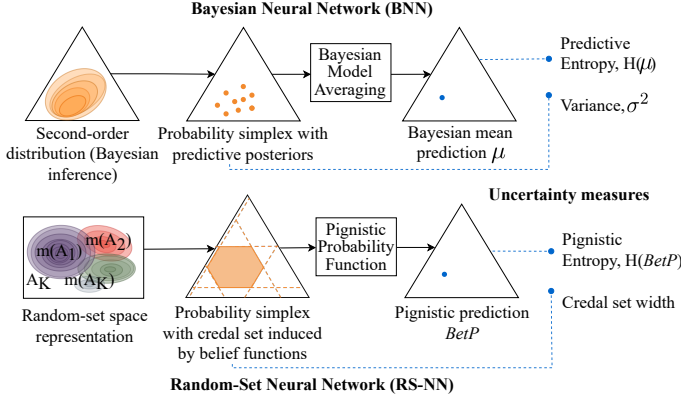 Bayesian Neural Network (BNN)
Bayesian
Model
Averaging
Predictive
Entropy, H(μ)
Variance, σ²
Second-order
distribution (Bayesian
inference)
Probability simplex with
predictive posteriors
Bayesian mean
prediction μ
Uncertainty measures
m(A₁)
m(A₂)
A_K
m(A_K)
Random-set space
representation
Probability simplex
with credal set induced
by belief functions
Pignistic
Probability
Function
Pignistic prediction
BetP
Pignistic
Entropy, H(BetP)
Credal set width
Random-Set Neural Network (RS-NN)